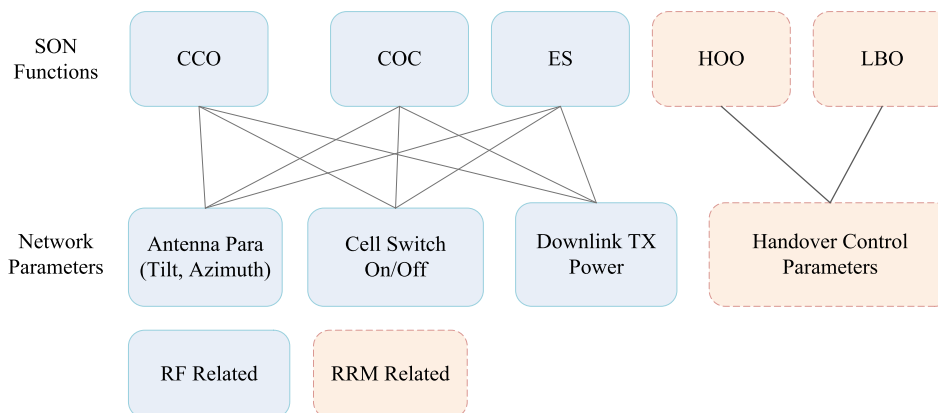 SON
Functions
CCO
COC
ES
HOO
LBO
Network
Parameters
Antenna Para
(Tilt, Azimuth)
Cell Switch
On/Off
Downlink TX
Power
Handover Control
Parameters
RF Related
RRM Related